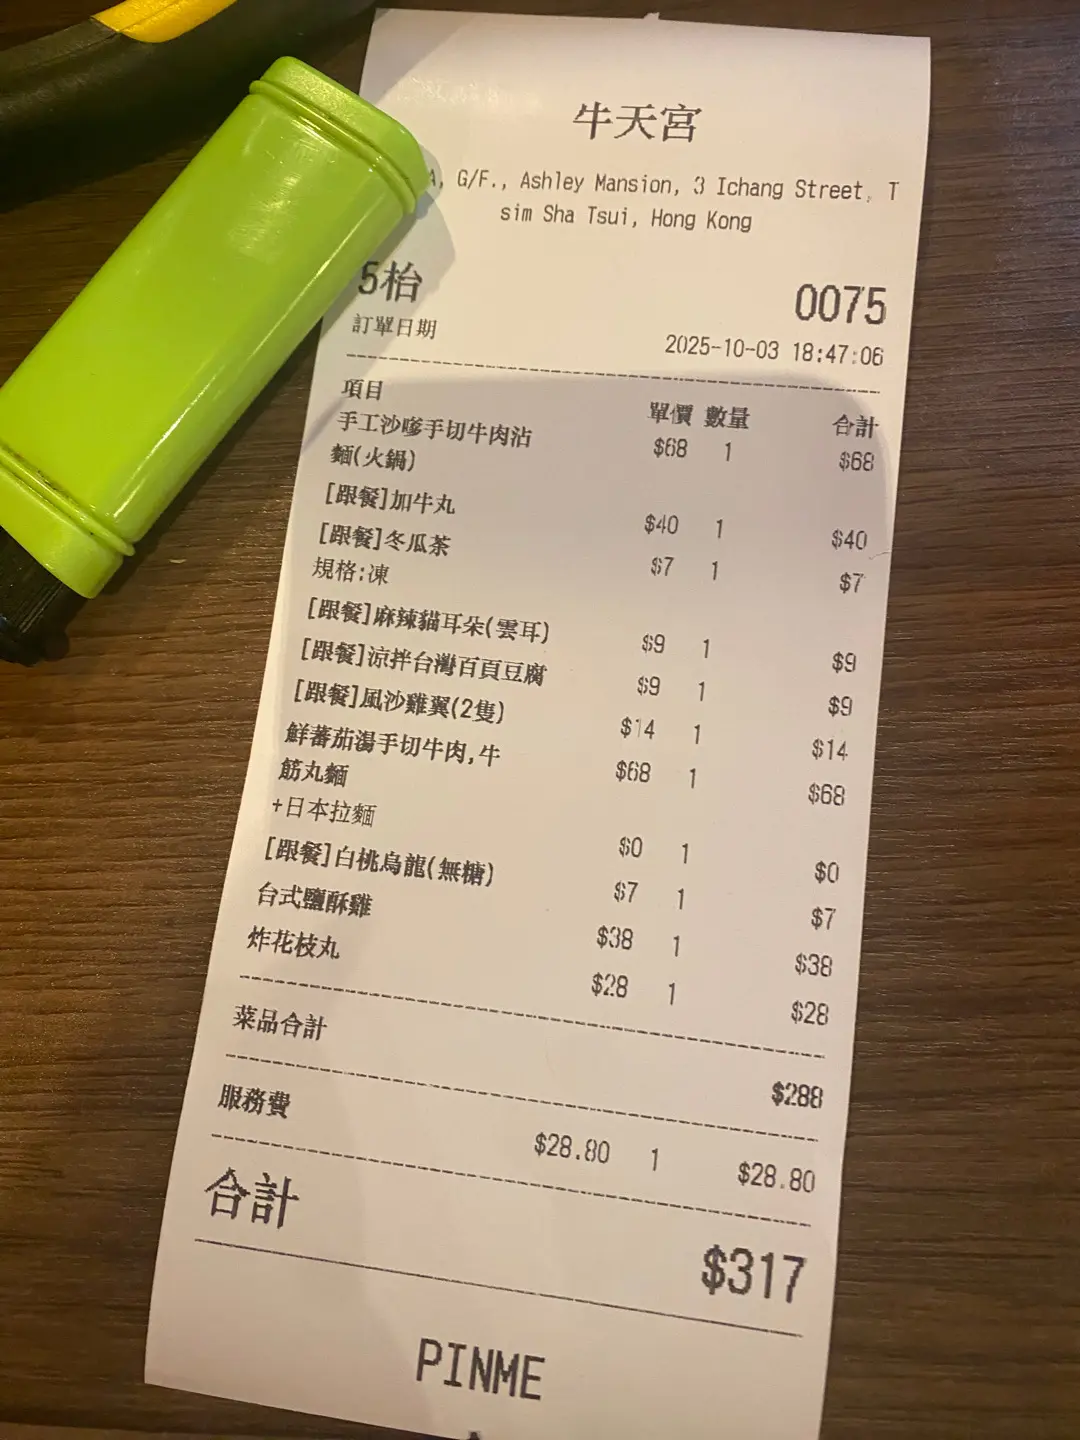 牛天宮
A, G/F., Ashley Mansion, 3 Ichang Street, T
sim Sha Tsui, Hong Kong
5枱 0075
訂單日期 2025-10-03 18:47:06
項目 單價 數量 合計
手工沙嗲手切牛肉沾 $68 1 $68
麵(火鍋)
[跟餐]加牛丸 $40 1 $40
[跟餐]冬瓜茶 $7 1 $7
規格:凍
[跟餐]麻辣貓耳朵(雲耳) $9 1 $9
[跟餐]涼拌台灣百頁豆腐 $9 1 $9
[跟餐]風沙雞翼(2隻) $14 1 $14
鮮蕃茄湯手切牛肉,牛 $68 1 $68
筋丸麵
+日本拉麵 $0 1 $0
[跟餐]白桃烏龍(無糖) $7 1 $7
台式鹽酥雞 $38 1 $38
炸花枝丸 $28 1 $28
菜品合計 $288
服務費 $28.80 1 $28.80
合計 $317
PINME